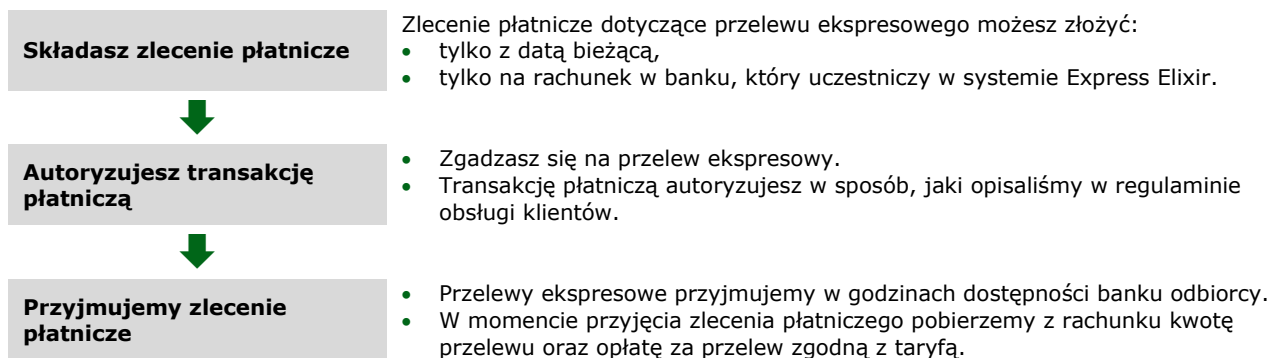 Składasz zlecenie płatnicze
Zlecenie płatnicze dotyczące przelewu ekspresowego możesz złożyć:
• tylko z datą bieżącą,
• tylko na rachunek w banku, który uczestniczy w systemie Express Elixir.
Autoryzujesz transakcję
płatniczą
• Zgadzasz się na przelew ekspresowy.
• Transakcję płatniczą autoryzujesz w sposób, jaki opisaliśmy w regulaminie
obsługi klientów.
Przyjmujemy zlecenie
płatnicze
• Przelewy ekspresowe przyjmujemy w godzinach dostępności banku odbiorcy.
• W momencie przyjęcia zlecenia płatniczego pobierzemy z rachunku kwotę
przelewu oraz opłatę za przelew zgodną z taryfą.